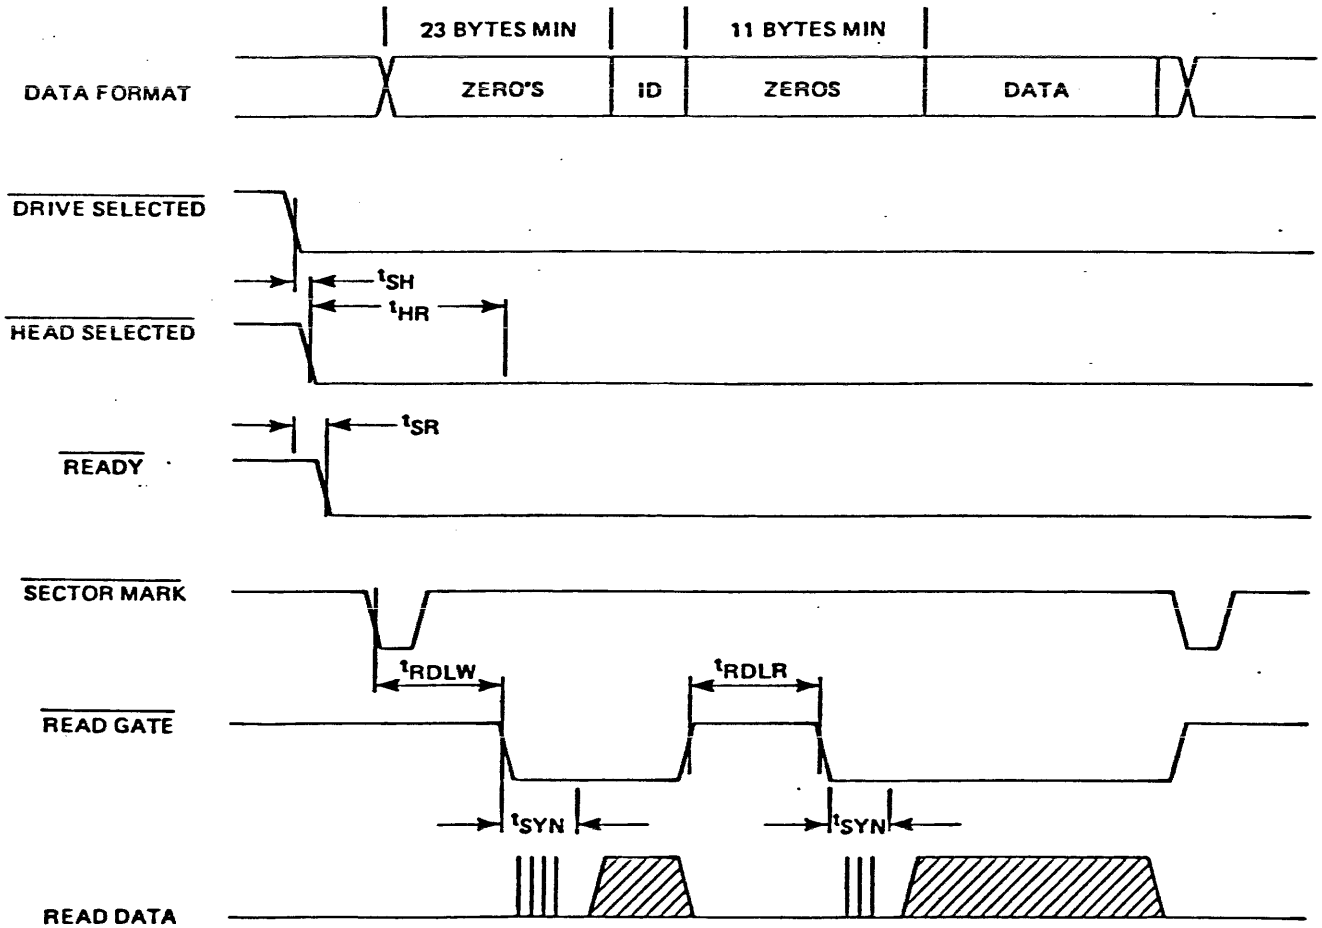 23 BYTES MIN 11 BYTES MIN
DATA FORMAT ZERO'S ID ZEROS DATA
DRIVE SELECTED
tSH
tHR
HEAD SELECTED
tSR
READY
SECTOR MARK
tRDLW tRDLR
READ GATE
tSYN tSYN
READ DATA